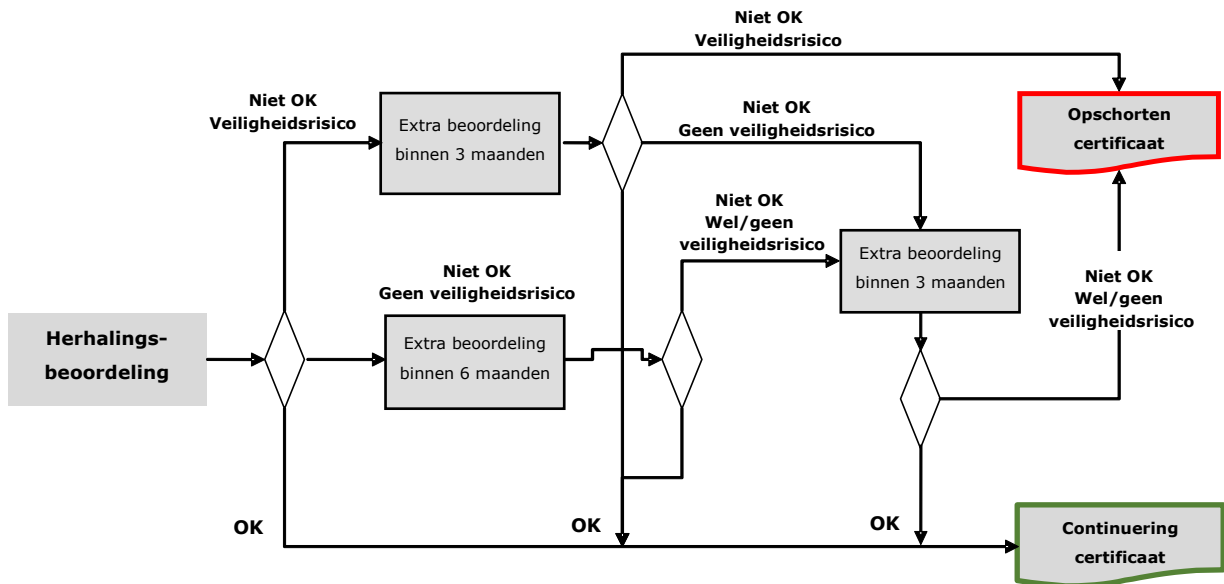 Niet OK
Veiligheidsrisico
Niet OK
Veiligheidsrisico
Extra beoordeling
binnen 3 maanden
Niet OK
Geen veiligheidsrisico
Opschorten
certificaat
Niet OK
Wel/geen
veiligheidsrisico
Extra beoordeling
binnen 3 maanden
Niet OK
Geen veiligheidsrisico
Niet OK
Wel/geen
veiligheidsrisico
Herhalings-
beoordeling
Extra beoordeling
binnen 6 maanden
OK
OK
OK
Continuering
certificaat